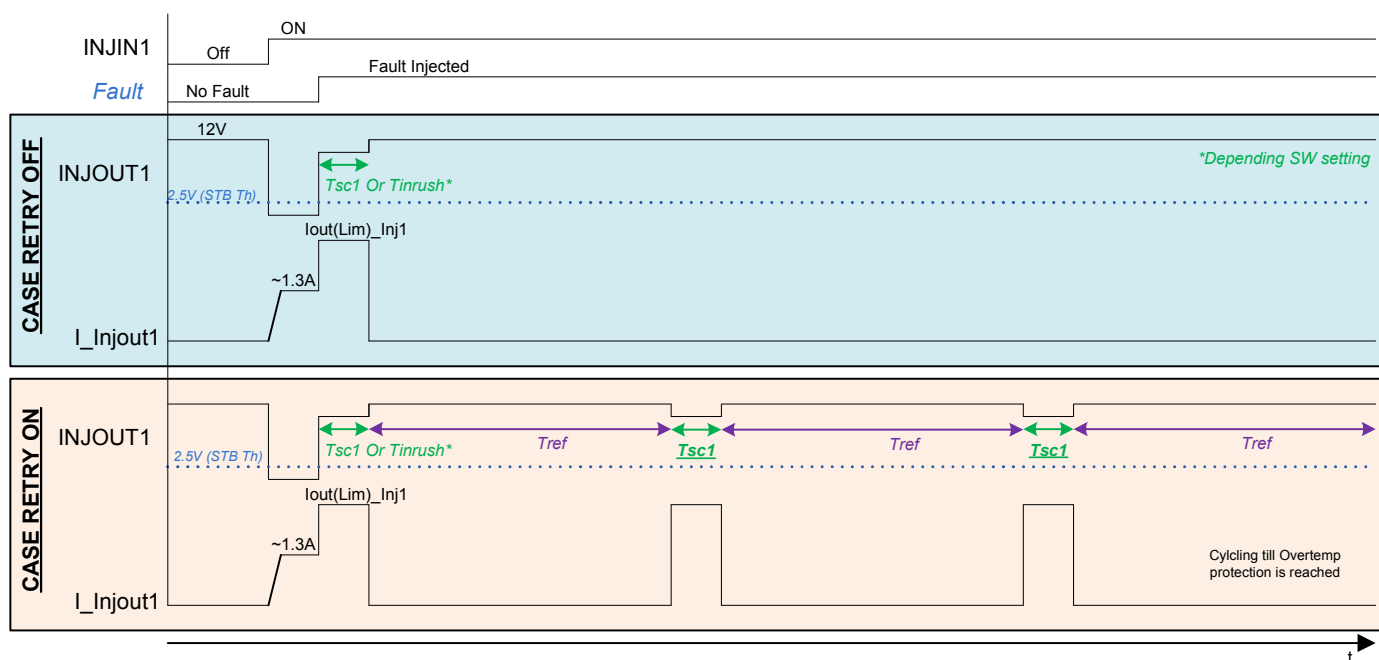 ON
INJIN1
Off
Fault Injected
Fault
No Fault
CASE RETRY OFF
12V
INJOUT1
*Depending SW setting
Tsc1 Or Tinrush*
2.5V (STB Th)
Iout(Lim)_Inj1
~1.3A
I_Injout1
CASE RETRY ON
INJOUT1
Tsc1 Or Tinrush*
Tref
Tsc1
Tref
Tsc1
Tref
2.5V (STB Th)
Iout(Lim)_Inj1
~1.3A
Cylcling till Overtemp
protection is reached
I_Injout1
t